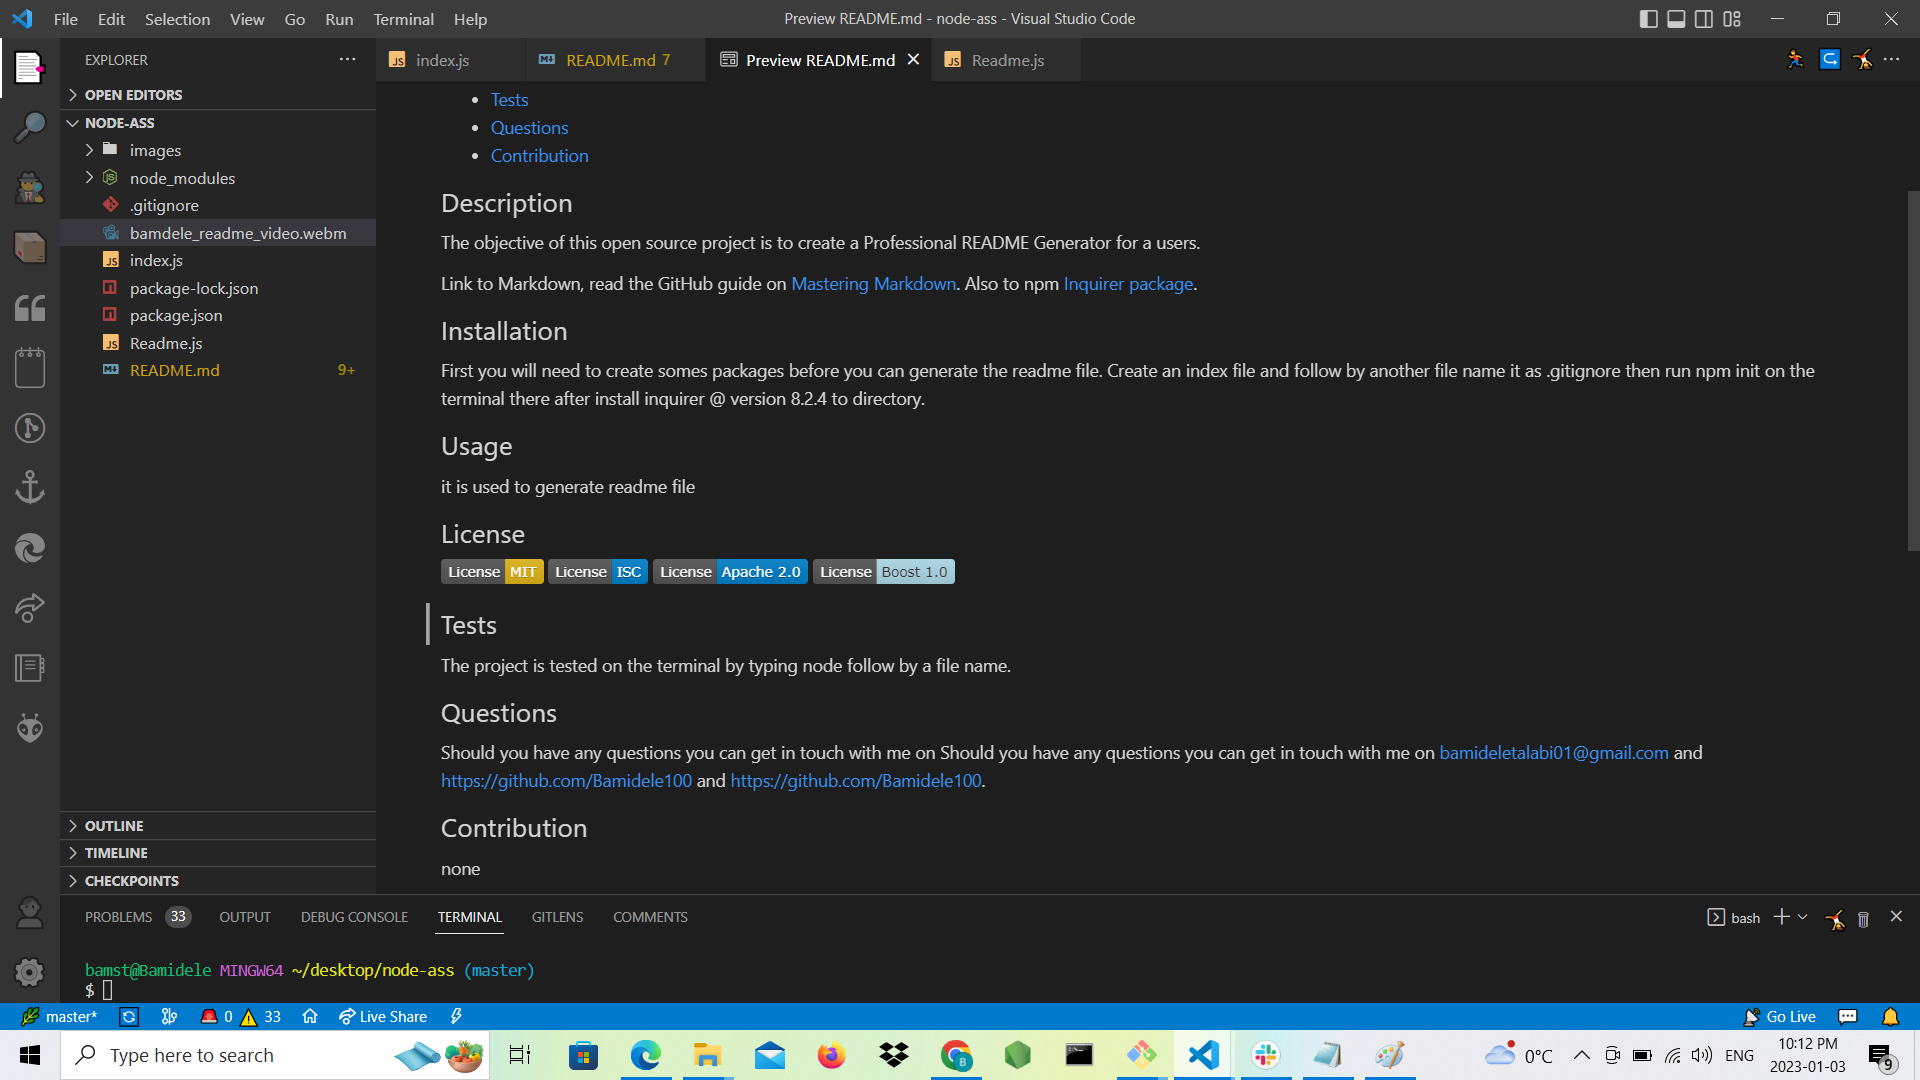 File Edit Selection View Go Run Terminal Help
Preview README.md - node-ass - Visual Studio Code
EXPLORER
JS index.js
README.md 7
Preview README.md
JS Readme.js
OPEN EDITORS
NODE-ASS
images
node_modules
.gitignore
bamdele_readme_video.webm
JS index.js
package-lock.json
package.json
JS Readme.js
README.md 9+
OUTLINE
TIMELINE
CHECKPOINTS
• Tests
• Questions
• Contribution
Description
The objective of this open source project is to create a Professional README Generator for a users.
Link to Markdown, read the GitHub guide on Mastering Markdown. Also to npm Inquirer package.
Installation
First you will need to create somes packages before you can generate the readme file. Create an index file and follow by another file name it as .gitignore then run npm init on the
terminal there after install inquirer @ version 8.2.4 to directory.
Usage
it is used to generate readme file
License
License MIT License ISC License Apache 2.0 License Boost 1.0
Tests
The project is tested on the terminal by typing node follow by a file name.
Questions
Should you have any questions you can get in touch with me on Should you have any questions you can get in touch with me on bamideletalabi01@gmail.com and
https://github.com/Bamidele100 and https://github.com/Bamidele100.
Contribution
none
PROBLEMS 33 OUTPUT DEBUG CONSOLE TERMINAL GITLENS COMMENTS
bash
bamst@Bamidele MINGW64 ~/desktop/node-ass (master)
$
master* 0 33 Live Share
Go Live
Type here to search
0°C
ENG
10:12 PM
2023-01-03
9